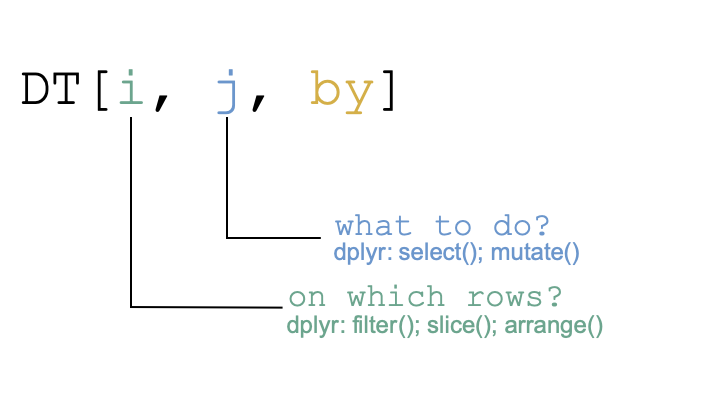 DT[i, j, by]
what to do?
dplyr: select(); mutate()
on which rows?
dplyr: filter(); slice(); arrange()